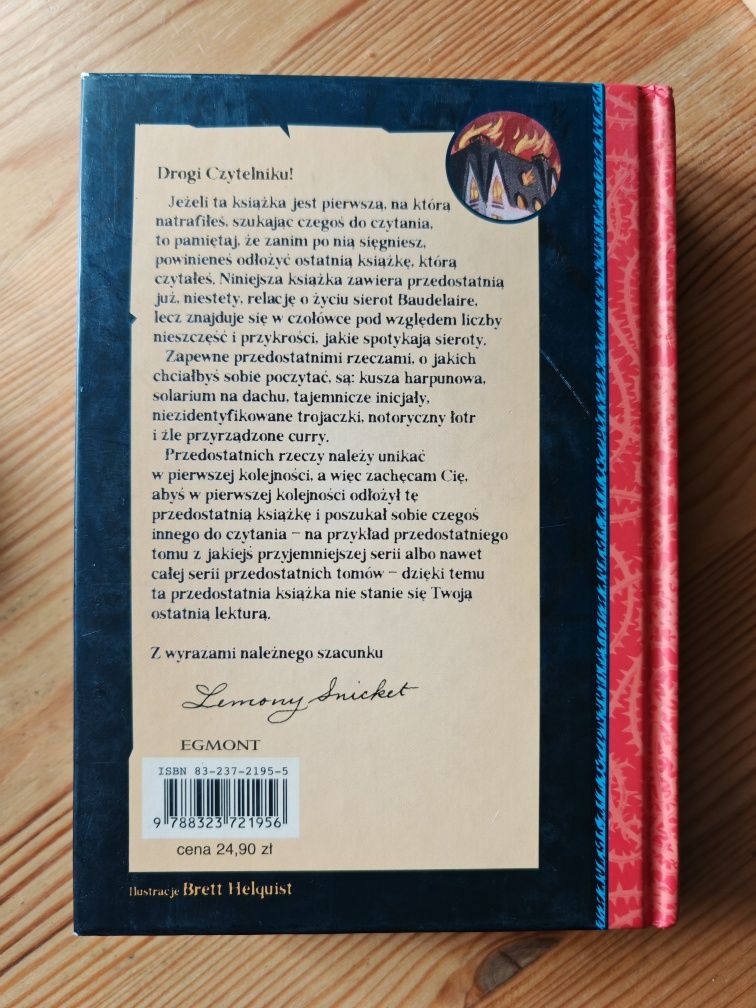 Drogi Czytelniku!
Jeżeli ta książka jest pierwszą, na którą
natrafiłeś, szukając czegoś do czytania,
to pamiętaj, że zanim po nią sięgniesz,
powinieneś odłożyć ostatnią książkę, którą
czytałeś. Niniejsza książka zawiera przedostatnią
już, niestety, relację o życiu sierot Baudelaire,
lecz znajduje się w czołówce pod względem liczby
nieszczęść i przykrości, jakie spotykają sieroty.
Zapewne przedostatnimi rzeczami, o jakich
chciałbyś sobie poczytać, są: kusza harpunowa,
solarium na dachu, tajemnicze inicjały,
niezidentyfikowane trojaczki, notoryczny łotr
i źle przyrządzone curry.
Przedostatnich rzeczy należy unikać
w pierwszej kolejności, a więc zachęcam Cię,
abyś w pierwszej kolejności odłożył tę
przedostatnią książkę i poszukał sobie czegoś
innego do czytania – na przykład przedostatniego
tomu z jakiejś przyjemniejszej serii albo nawet
całej serii przedostatnich tomów – dzięki temu
ta przedostatnia książka nie stanie się Twoją
ostatnią lekturą.
Z wyrazami należnego szacunku
Lemony Snicket
EGMONT
ISBN 83-237-2195-5
9 788323 721956
cena 24,90 zł
Ilustracje Brett Helquist